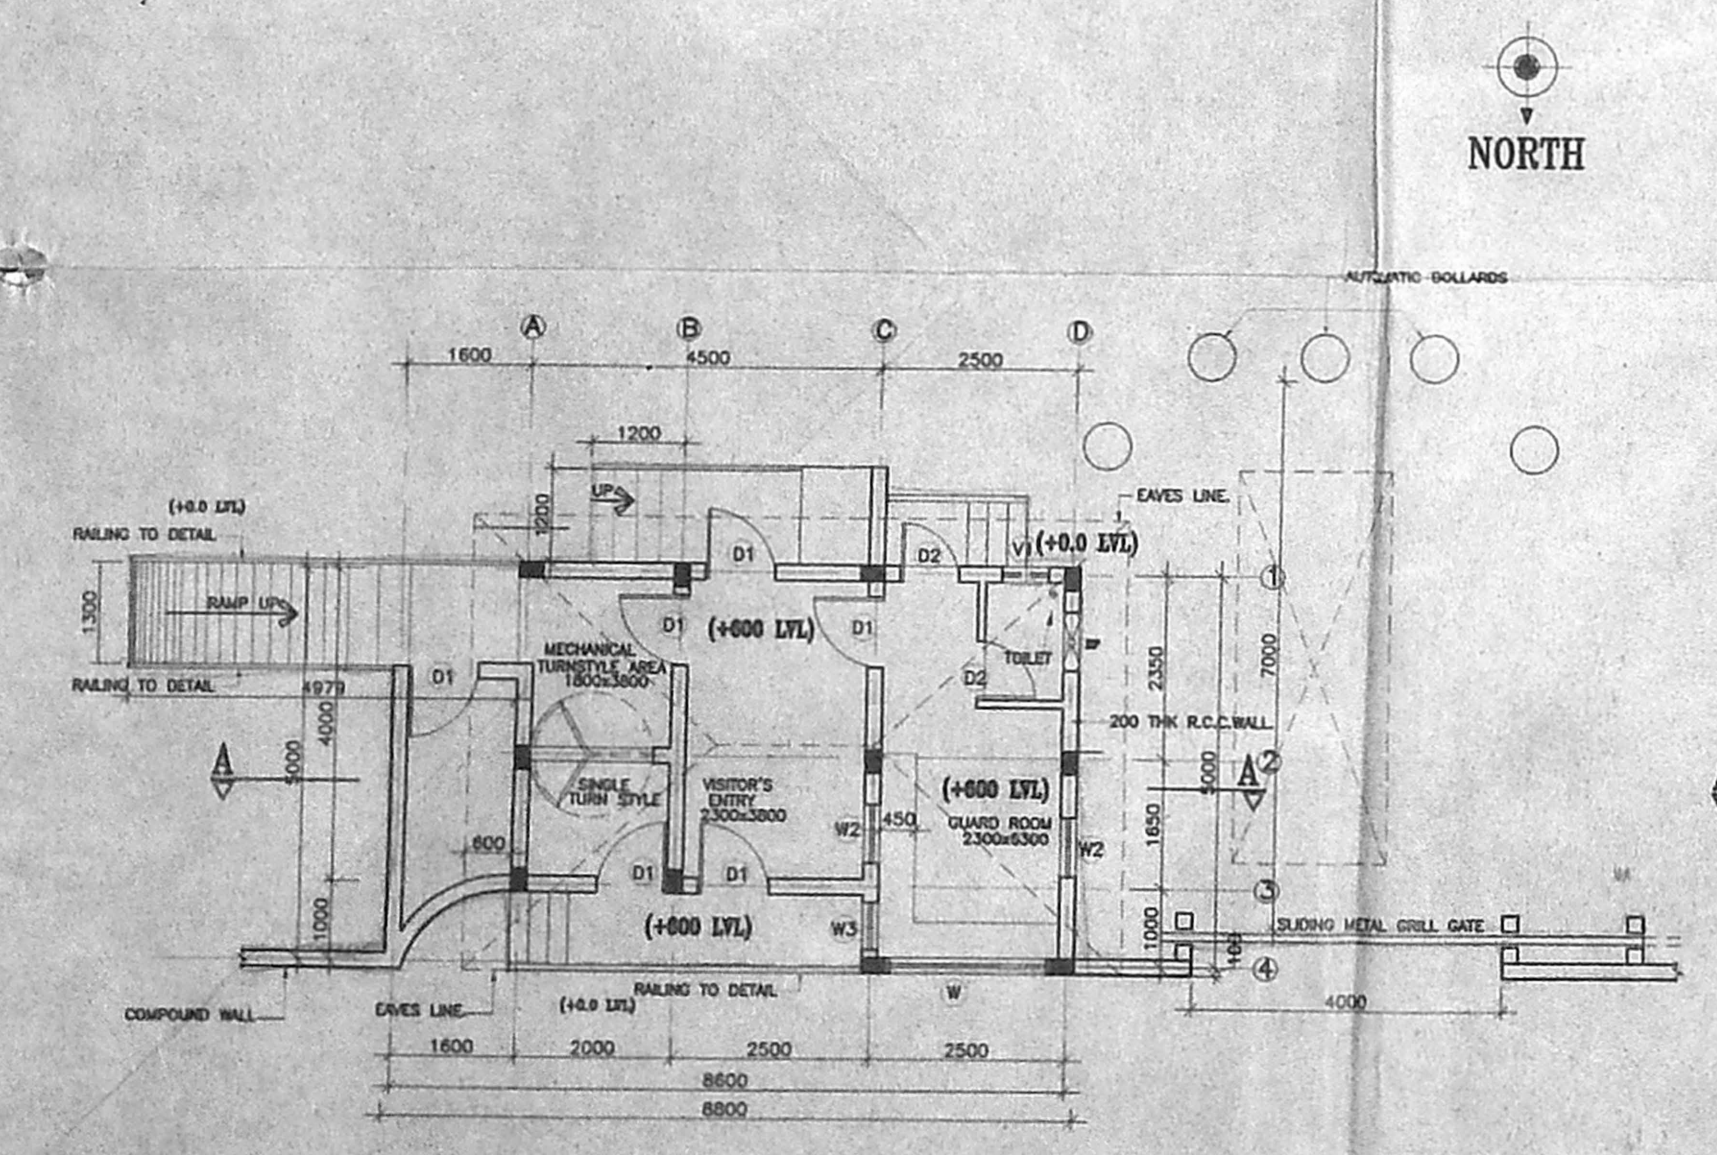 NORTH
AUTOMATIC BOLLARDS
A
B
C
D
1600
4500
2500
1200
UP
1200
EAVES LINE.
(+0.0 LVL)
RAILING TO DETAIL
D1
D2
V1
(+0.0 LVL)
1
1300
RAMP UP
D1
(+600 LVL)
D1
MECHANICAL
TURNSTYLE AREA
1800x3800
TOILET
D2
2350
7000
RAILING TO DETAIL
4979
D1
4000
5000
200 THK R.C.C.WALL
A
A
2
5000
SINGLE
TURN STYLE
VISITOR'S
ENTRY
2300x3800
(+600 LVL)
GUARD ROOM
2300x6300
450
W2
W2
1650
600
D1
D1
3
1000
(+600 LVL)
W3
1000
100
SLIDING METAL GRILL GATE
4
COMPOUND WALL
EAVES LINE
(+0.0 LVL)
RAILING TO DETAIL
W
4000
1600
2000
2500
2500
8600
8800